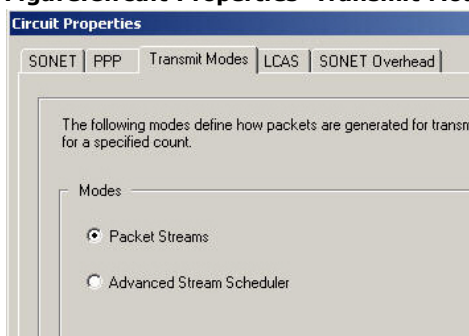 Circuit Properties
SONET PPP Transmit Modes LCAS SONET Overhead
The following modes define how packets are generated for
for a specified count.
Modes
Packet Streams
Advanced Stream Scheduler